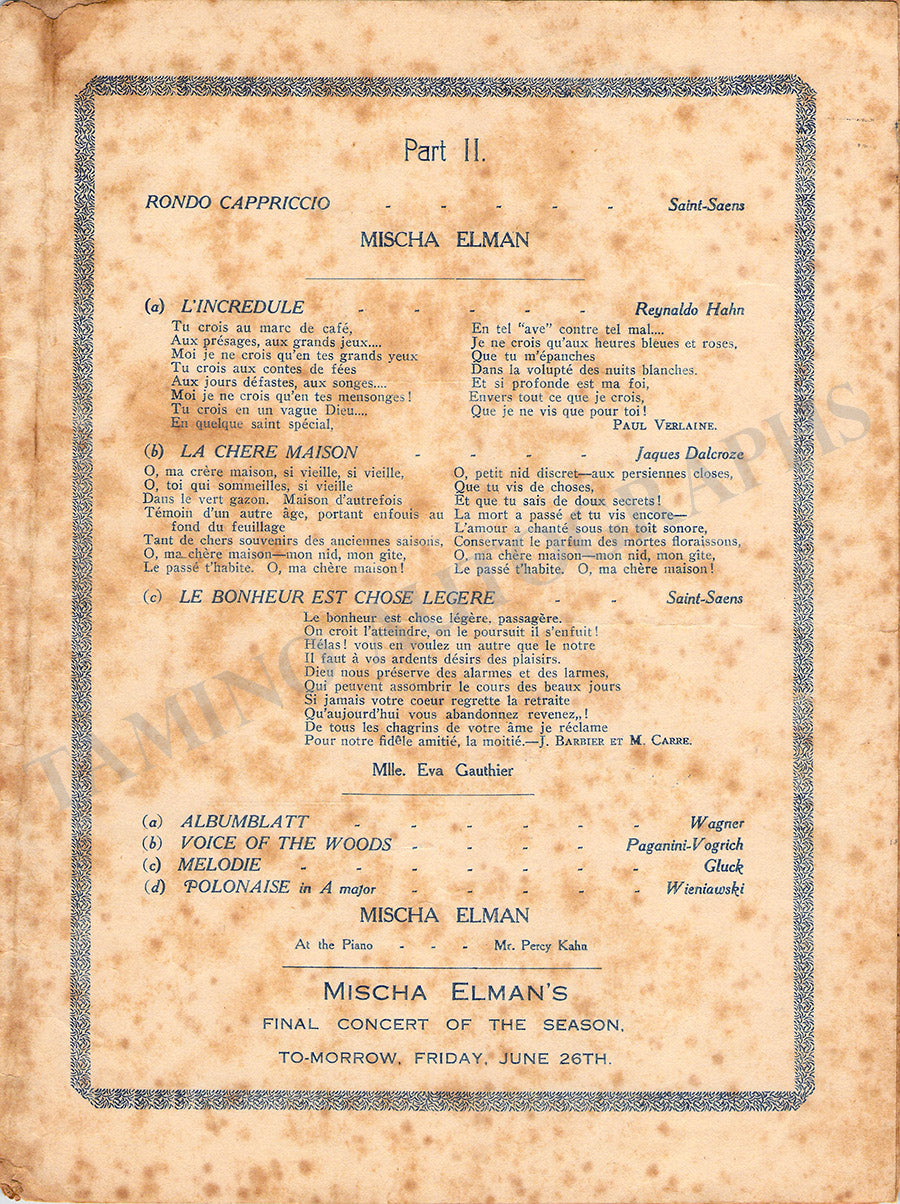 Part II.
RONDO CAPPRICCIO - - - - - Saint-Saens
MISCHA ELMAN
(a) L'INCREDULE - - - - - Reynaldo Hahn
Tu crois au marc de café,
Aux présages, aux grands jeux....
Moi je ne crois qu'en tes grands yeux
Tu crois aux contes de fées
Aux jours défastes, aux songes....
Moi je ne crois qu'en tes mensonges!
Tu crois en un vague Dieu...,
En quelque saint spécial,
En tel "ave" contre tel mal....
Je ne crois qu'aux heures bleues et roses,
Que tu m'épanches
Dans la volupté des nuits blanches.
Et si profonde est ma foi,
Envers tout ce que je crois,
Que je ne vis que pour toi!
PAUL VERLAINE.
(b) LA CHERE MAISON - - - - Jaques Dalcroze
O, ma crère maison, si vieille, si vieille,
O, toi qui sommeilles, si vieille
Dans le vert gazon. Maison d'autrefois
Témoin d'un autre âge, portant enfouis au
fond du feuillage
Tant de chers souvenirs des anciennes saisons,
O, ma chère maison—mon nid, mon gite,
Le passé t'habite. O, ma chère maison!
O, petit nid discret—aux persiennes closes,
Que tu vis de choses,
Et que tu sais de doux secrets!
La mort a passé et tu vis encore—
L'amour a chanté sous ton toit sonore,
Conservant le parfum des mortes floraissons,
O, ma chère maison—mon nid, mon gite,
Le passé t'habite. O, ma chère maison!
(c) LE BONHEUR EST CHOSE LEGERE - - Saint-Saens
Le bonheur est chose légère, passagère.
On croit l'atteindre, on le poursuit il s'enfuit!
Hélas! vous en voulez un autre que le notre
Il faut à vos ardents désirs des plaisirs.
Dieu nous préserve des alarmes et des larmes,
Qui peuvent assombrir le cours des beaux jours
Si jamais votre coeur regrette la retraite
Qu'aujourd'hui vous abandonnez revenez,,!
De tous les chagrins de votre âme je réclame
Pour notre fidêle amitié, la moitié.—J. BARBIER ET M. CARRE.
Mlle. Eva Gauthier
(a) ALBUMBLATT - - - - - - Wagner
(b) VOICE OF THE WOODS - - - - Paganini-Vogrich
(c) MELODIE - - - - - - - Gluck
(d) POLONAISE in A major - - - - - Wieniawski
MISCHA ELMAN
At the Piano - - - Mr. Percy Kahn
MISCHA ELMAN'S
FINAL CONCERT OF THE SEASON,
TO-MORROW, FRIDAY, JUNE 26TH.
TAMINO AUTOGRAPHS